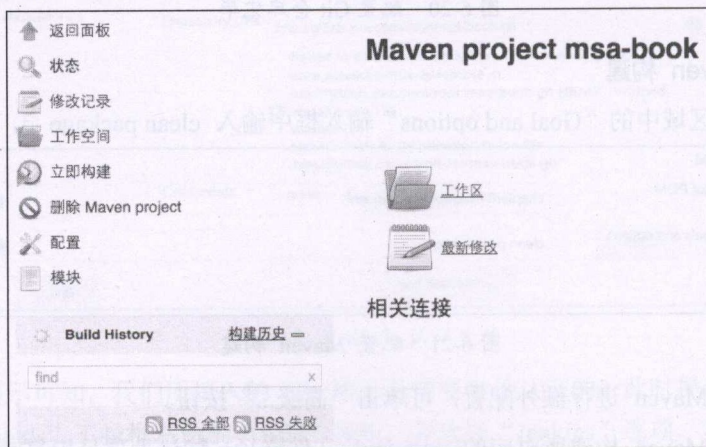 返回面板
状态
修改记录
工作空间
立即构建
删除 Maven project
配置
模块
Build History 构建历史
find x
RSS 全部 RSS 失败
Maven project msa-book
工作区
最新修改
相关连接